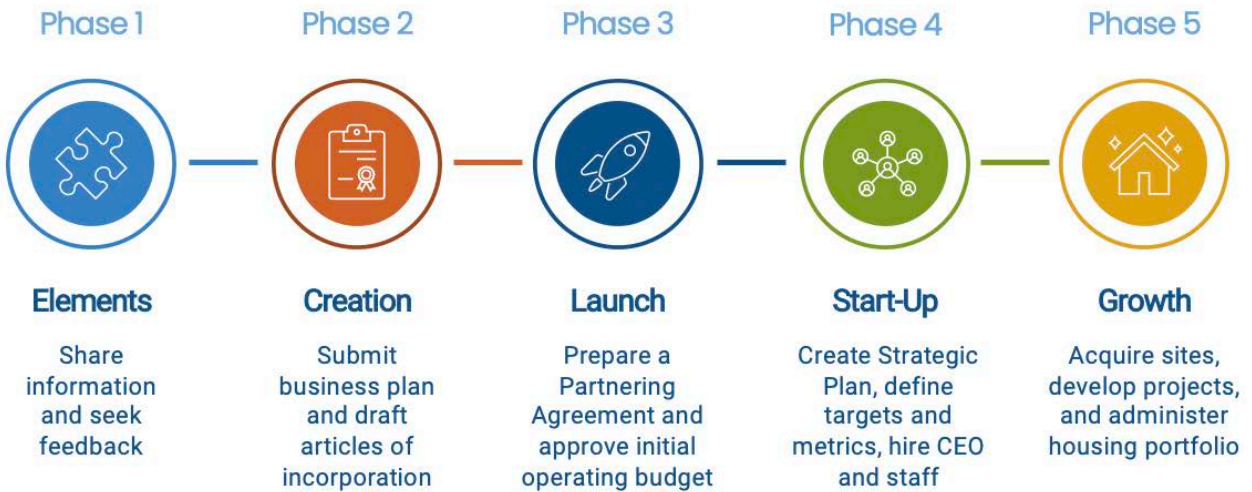 Phase 1
Phase 2
Phase 3
Phase 4
Phase 5
Elements
Share
information
and seek
feedback
Creation
Submit
business plan
and draft
articles of
incorporation
Launch
Prepare a
Partnering
Agreement and
approve initial
operating budget
Start-Up
Create Strategic
Plan, define
targets and
metrics, hire CEO
and staff
Growth
Acquire sites,
develop projects,
and administer
housing portfolio